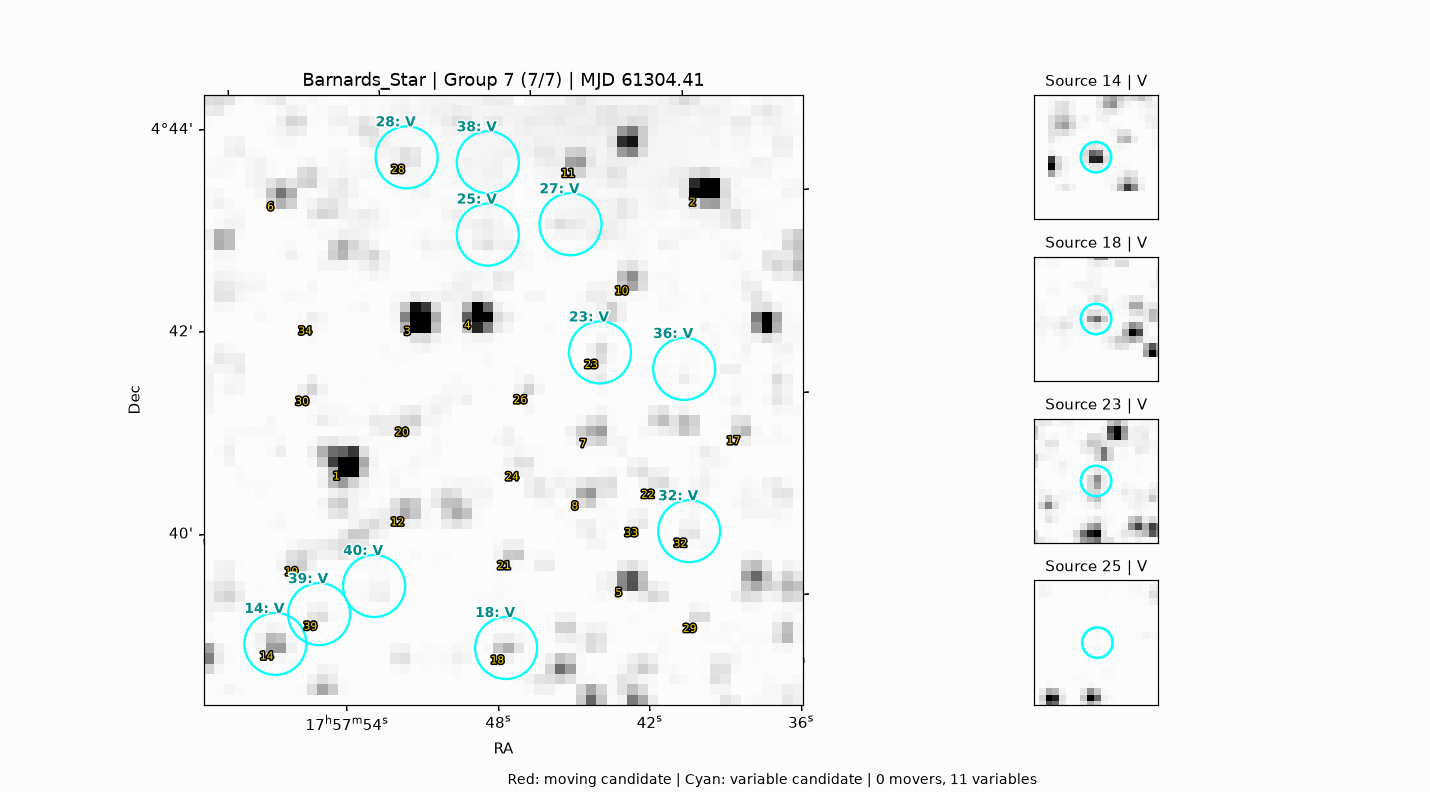 Barnards_Star | Group 7 (7/7) | MJD 61304.41
Source 14 | V
Source 18 | V
Source 23 | V
Source 25 | V
4°44'
42'
40'
Dec
28: V
38: V
28
11
6
25: V
27: V
2
10
34
3
4
23: V
36: V
23
30
26
20
7
17
1
24
8
22
32: V
12
33
32
40: V
21
19
39: V
5
14: V
39
18: V
29
14
18
17ʰ57ᵐ54ˢ
48ˢ
42ˢ
36ˢ
RA
Red: moving candidate | Cyan: variable candidate | 0 movers, 11 variables